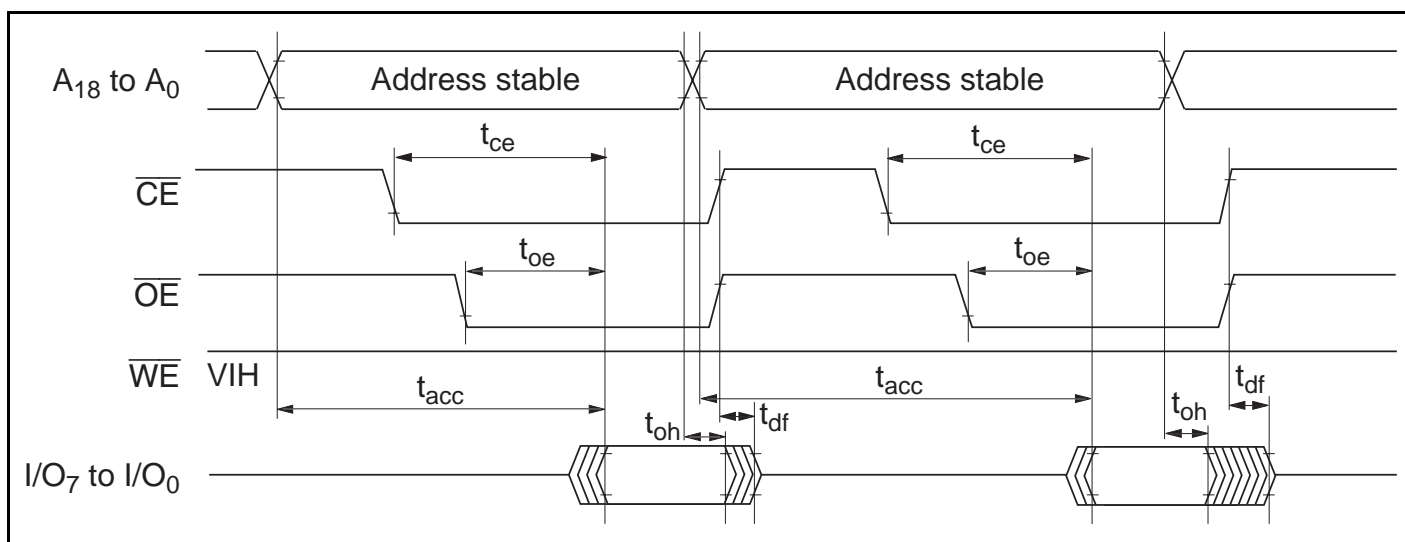 A18 to A0
Address stable
Address stable
tce
tce
CE
toe
toe
OE
WE
VIH
tacc
tacc
toh
tdf
toh
tdf
I/O7 to I/O0